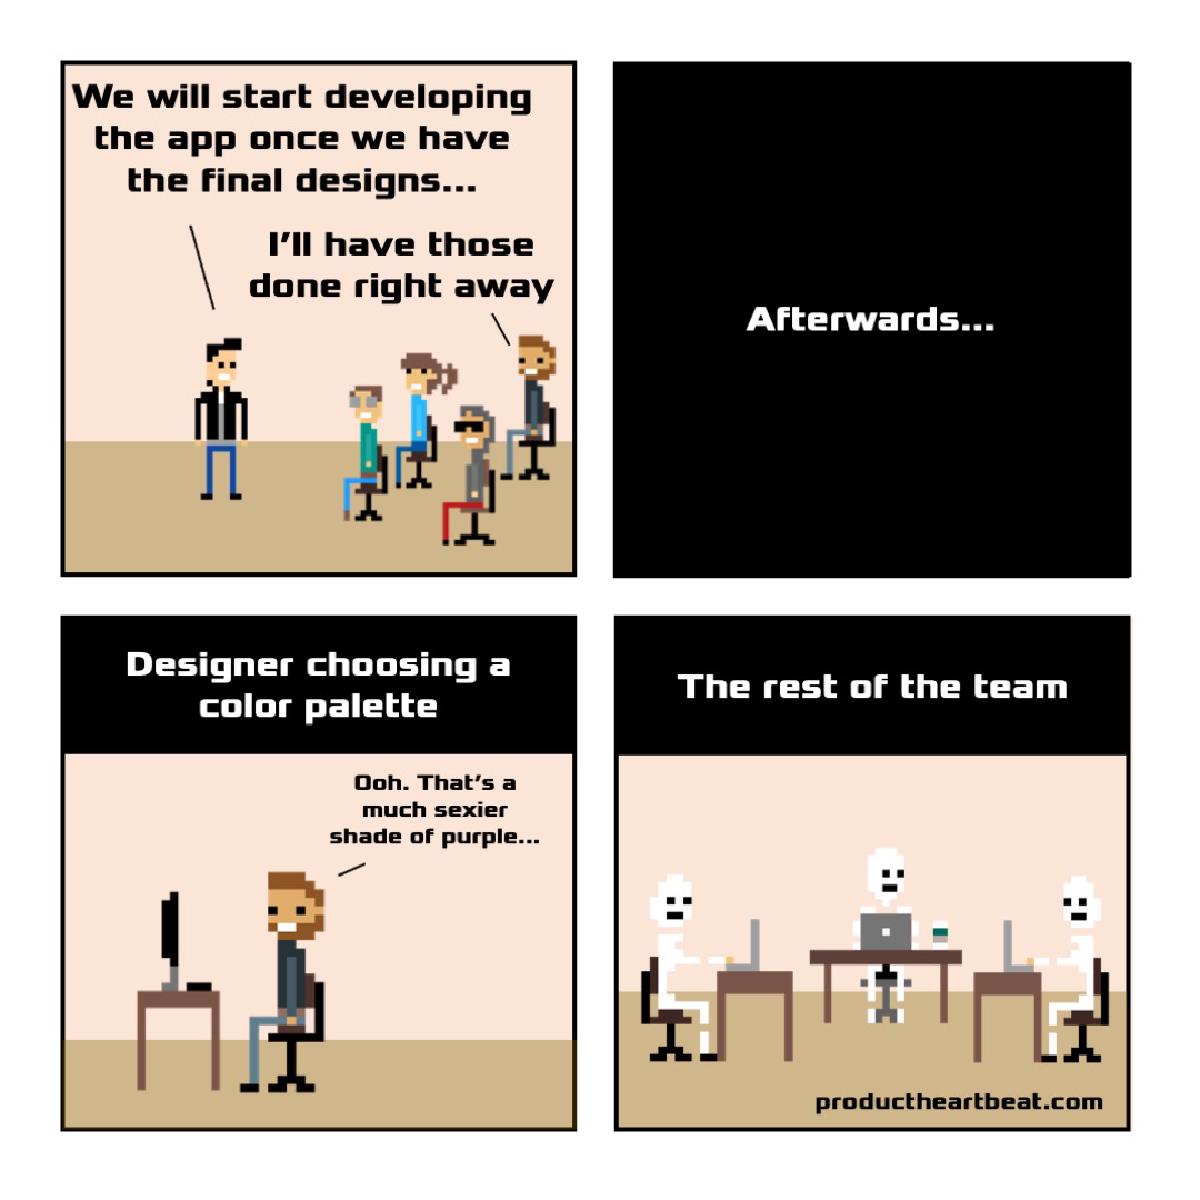 We will start developing
the app once we have
the final designs...
I'll have those
done right away
Afterwards...
Designer choosing a
color palette
Ooh. That's a
much sexier
shade of purple...
The rest of the team
productheartbeat.com